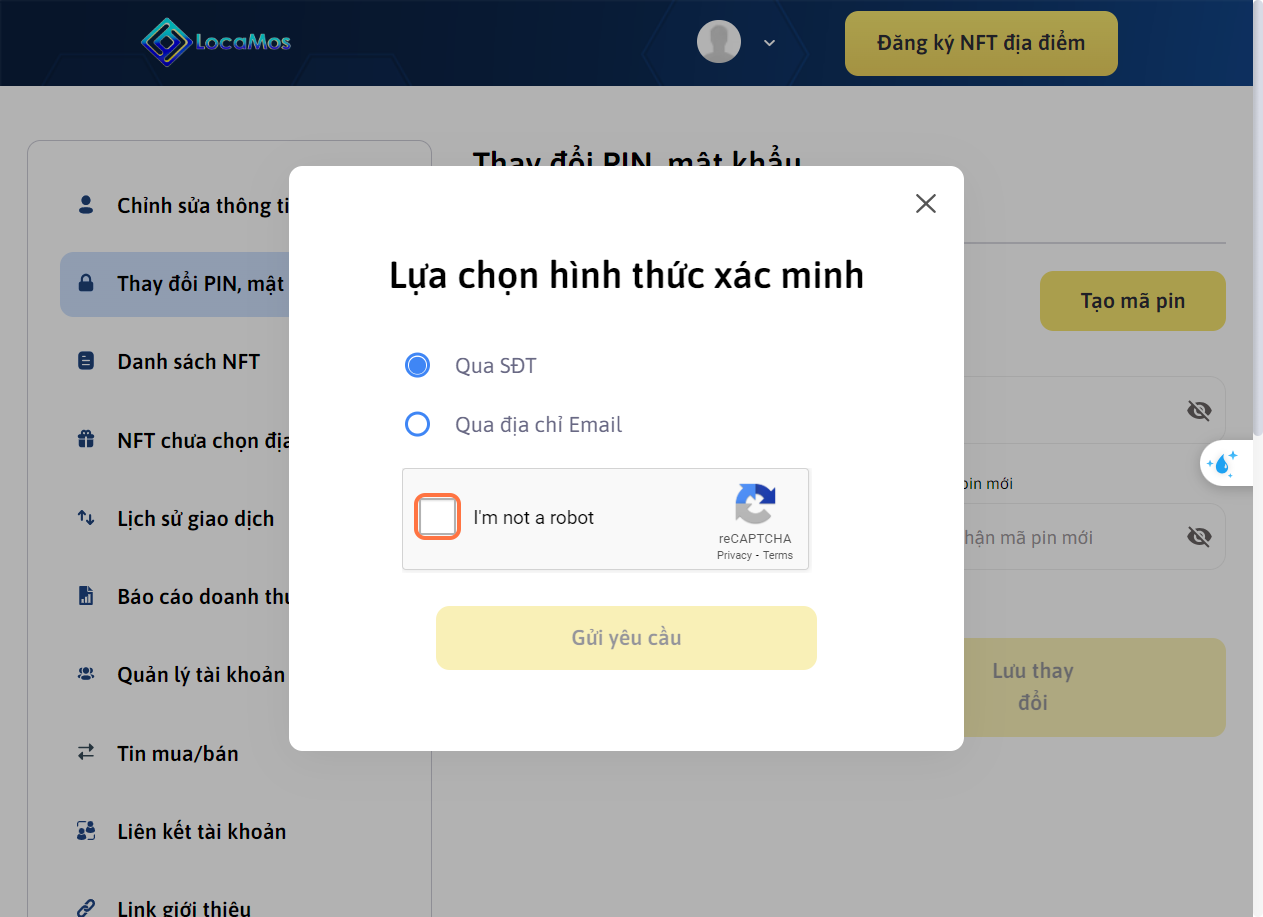 LocaMos
Đăng ký NFT địa điểm
Thay đổi PIN, mật khẩu
Chỉnh sửa thông ti
Thay đổi PIN, mật
Danh sách NFT
NFT chưa chọn địa
Lịch sử giao dịch
Báo cáo doanh thu
Quản lý tài khoản
Tin mua/bán
Liên kết tài khoản
Link giới thiệu
Tạo mã pin
pin mới
hận mã pin mới
Lưu thay
đổi
Lựa chọn hình thức xác minh
Qua SĐT
Qua địa chỉ Email
I'm not a robot
reCAPTCHA
Privacy - Terms
Gửi yêu cầu